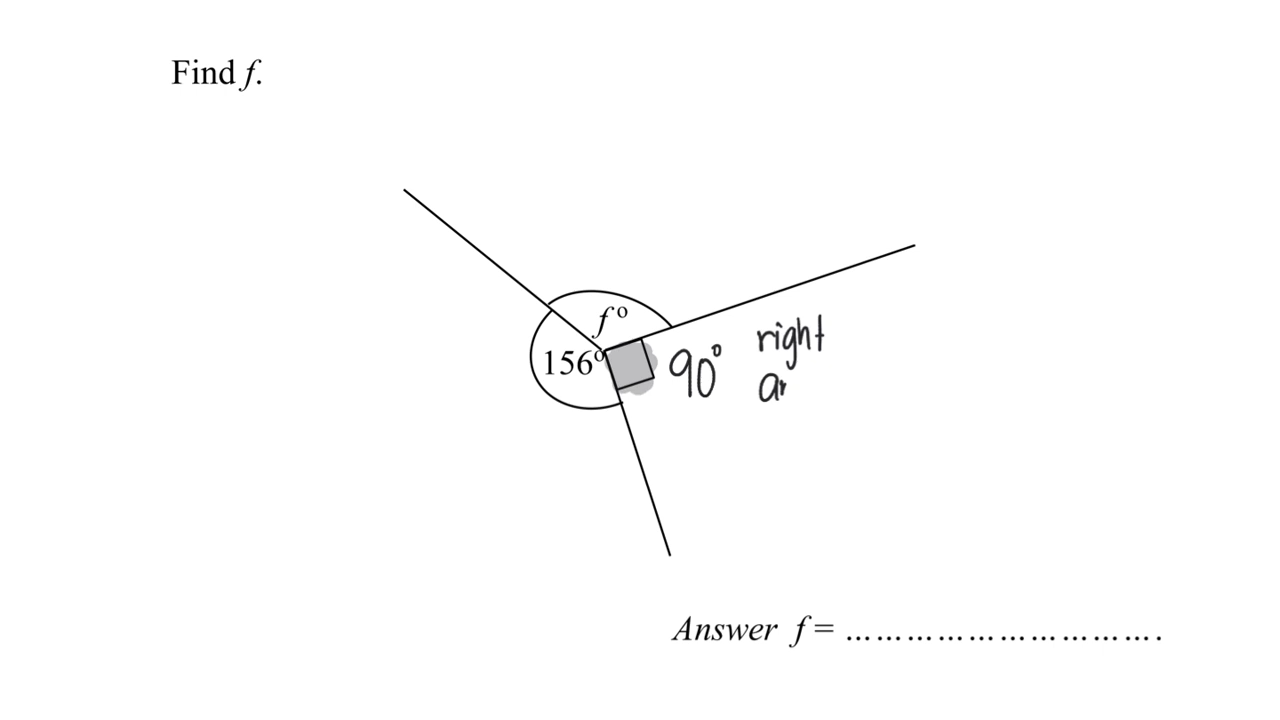 Find f.
f°
156°
90° right
a
Answer f = ………………………….